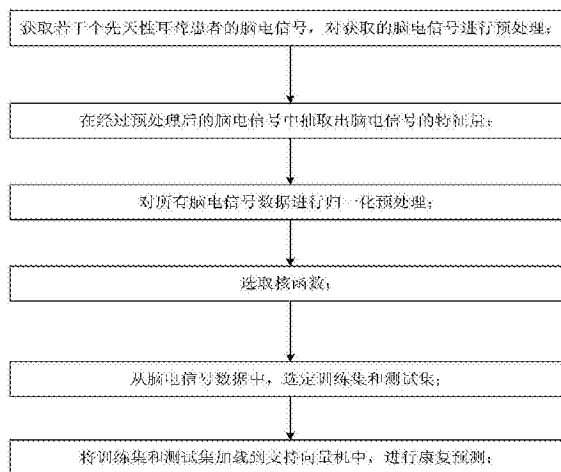 获取若干个先天性耳聋患者的脑电信号，对获取的脑电信号进行预处理；
在经过预处理后的脑电信号中抽取出脑电信号的特征量；
对所有脑电信号数据进行归一化预处理；
选取核函数；
从脑电信号数据中，选定训练集和测试集；
将训练集和测试集加载到支持向量机中，进行康复预测；